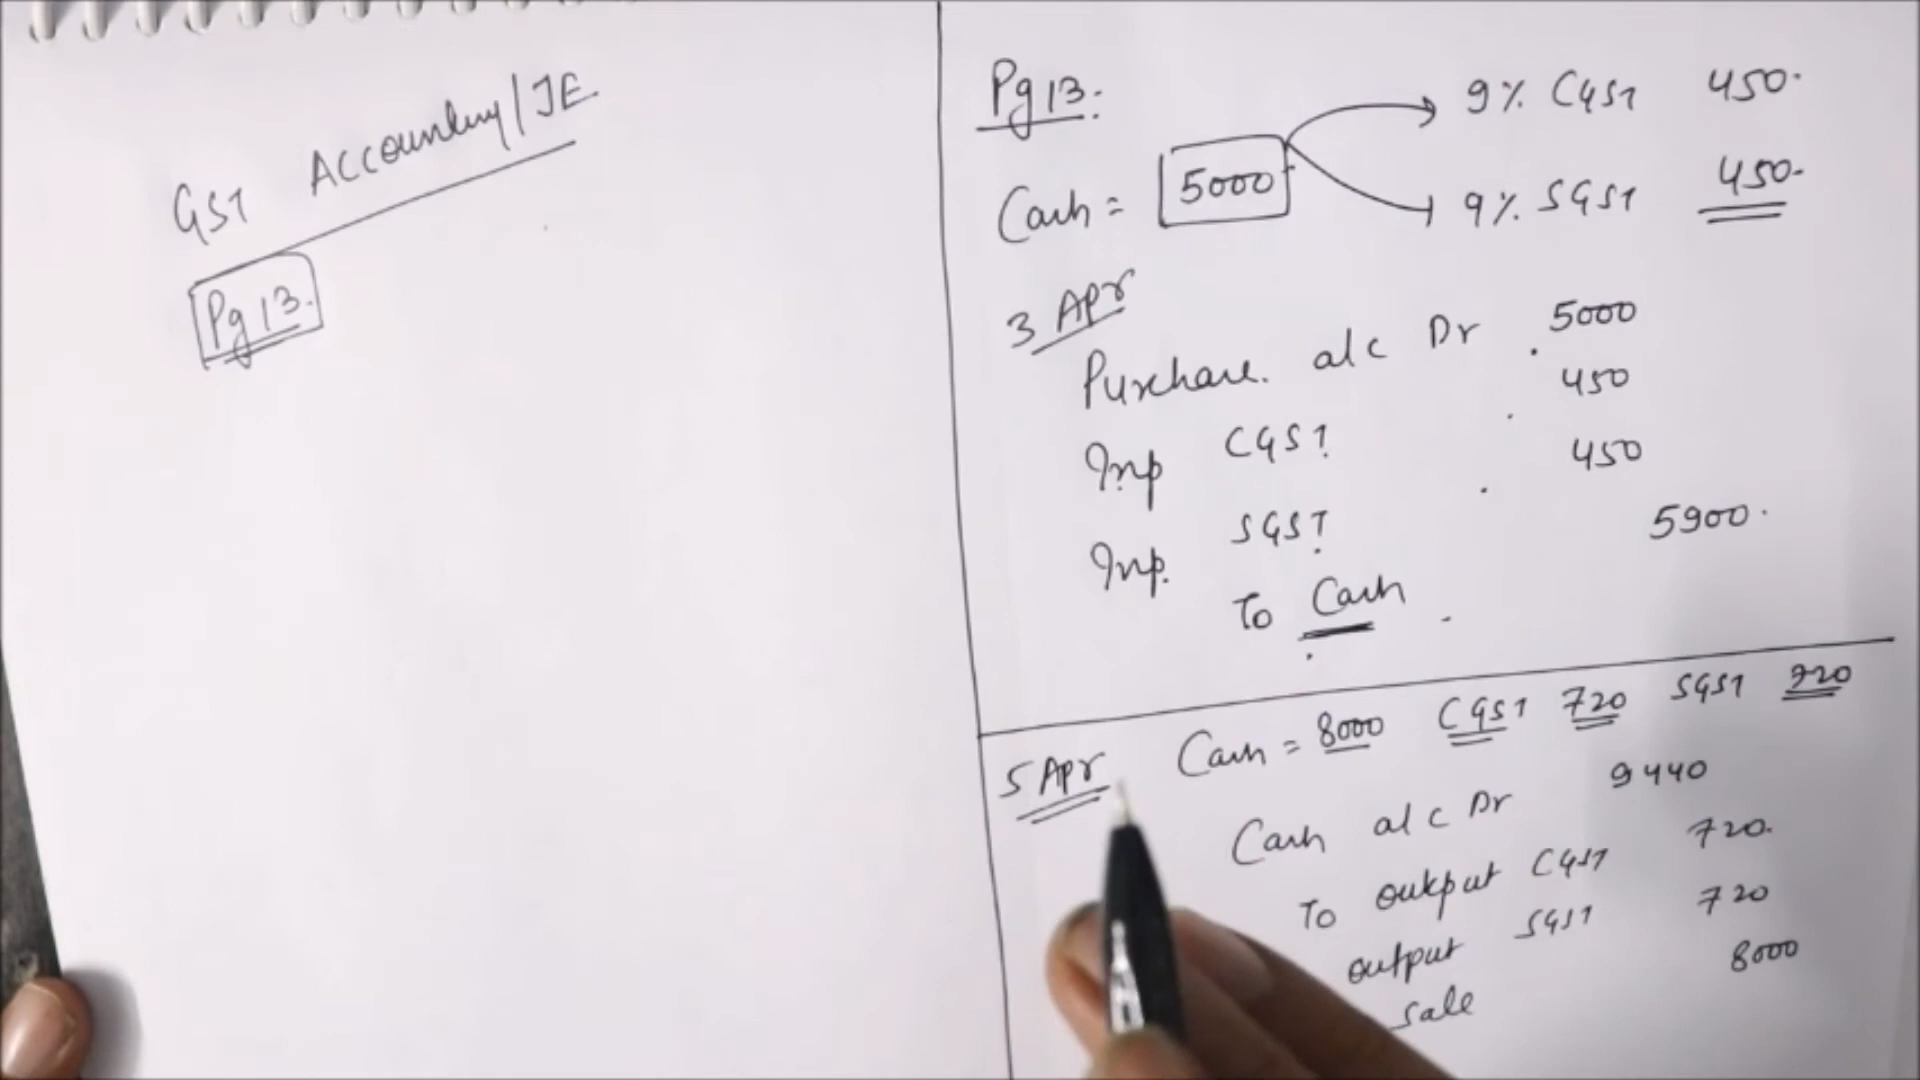 GST Accounting/JE.
Pg 13.
Pg 13:
Cash = 5000
9% CGST 450.
9% SGST 450.
3 Apr
Purchase. a/c Dr 5000
Inp CGST 450
Inp. SGST 450
To Cash 5900.
5 Apr Cash = 8000 CGST 720 SGST 720
Cash a/c Dr 9440
To output CGST 720.
output SGST 720
sale 8000